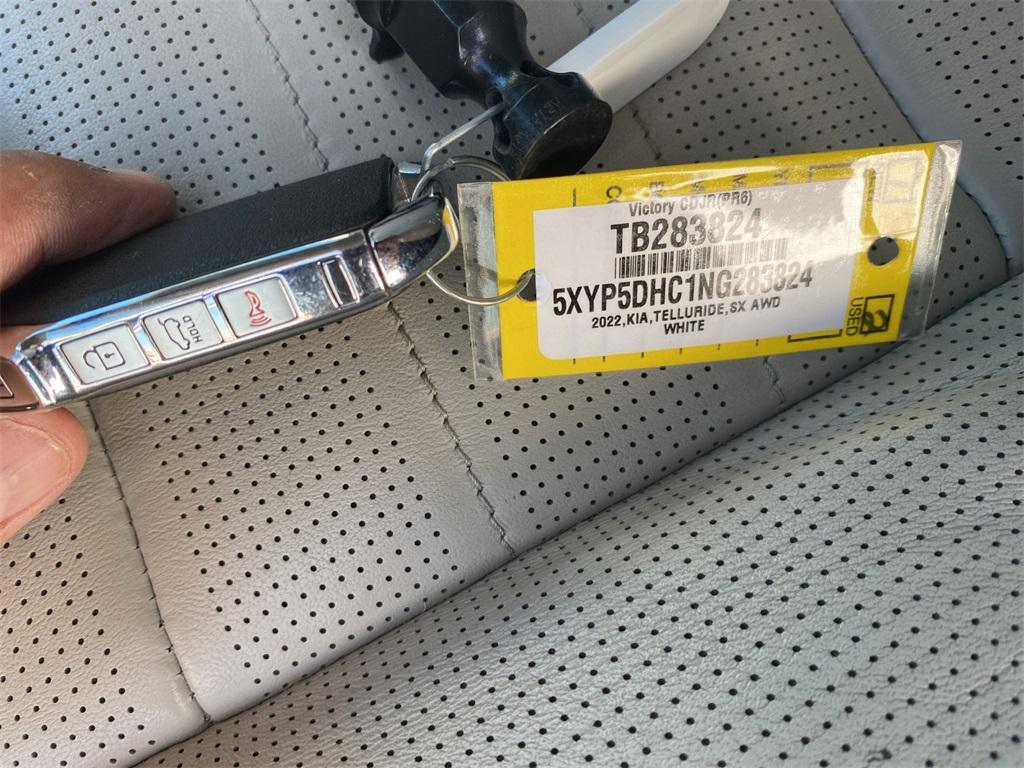 Victory CDJR(PR6)
TB283824
5XYP5DHC1NG283824
2022,KIA,TELLURIDE,SX AWD
WHITE
USED
HOLD